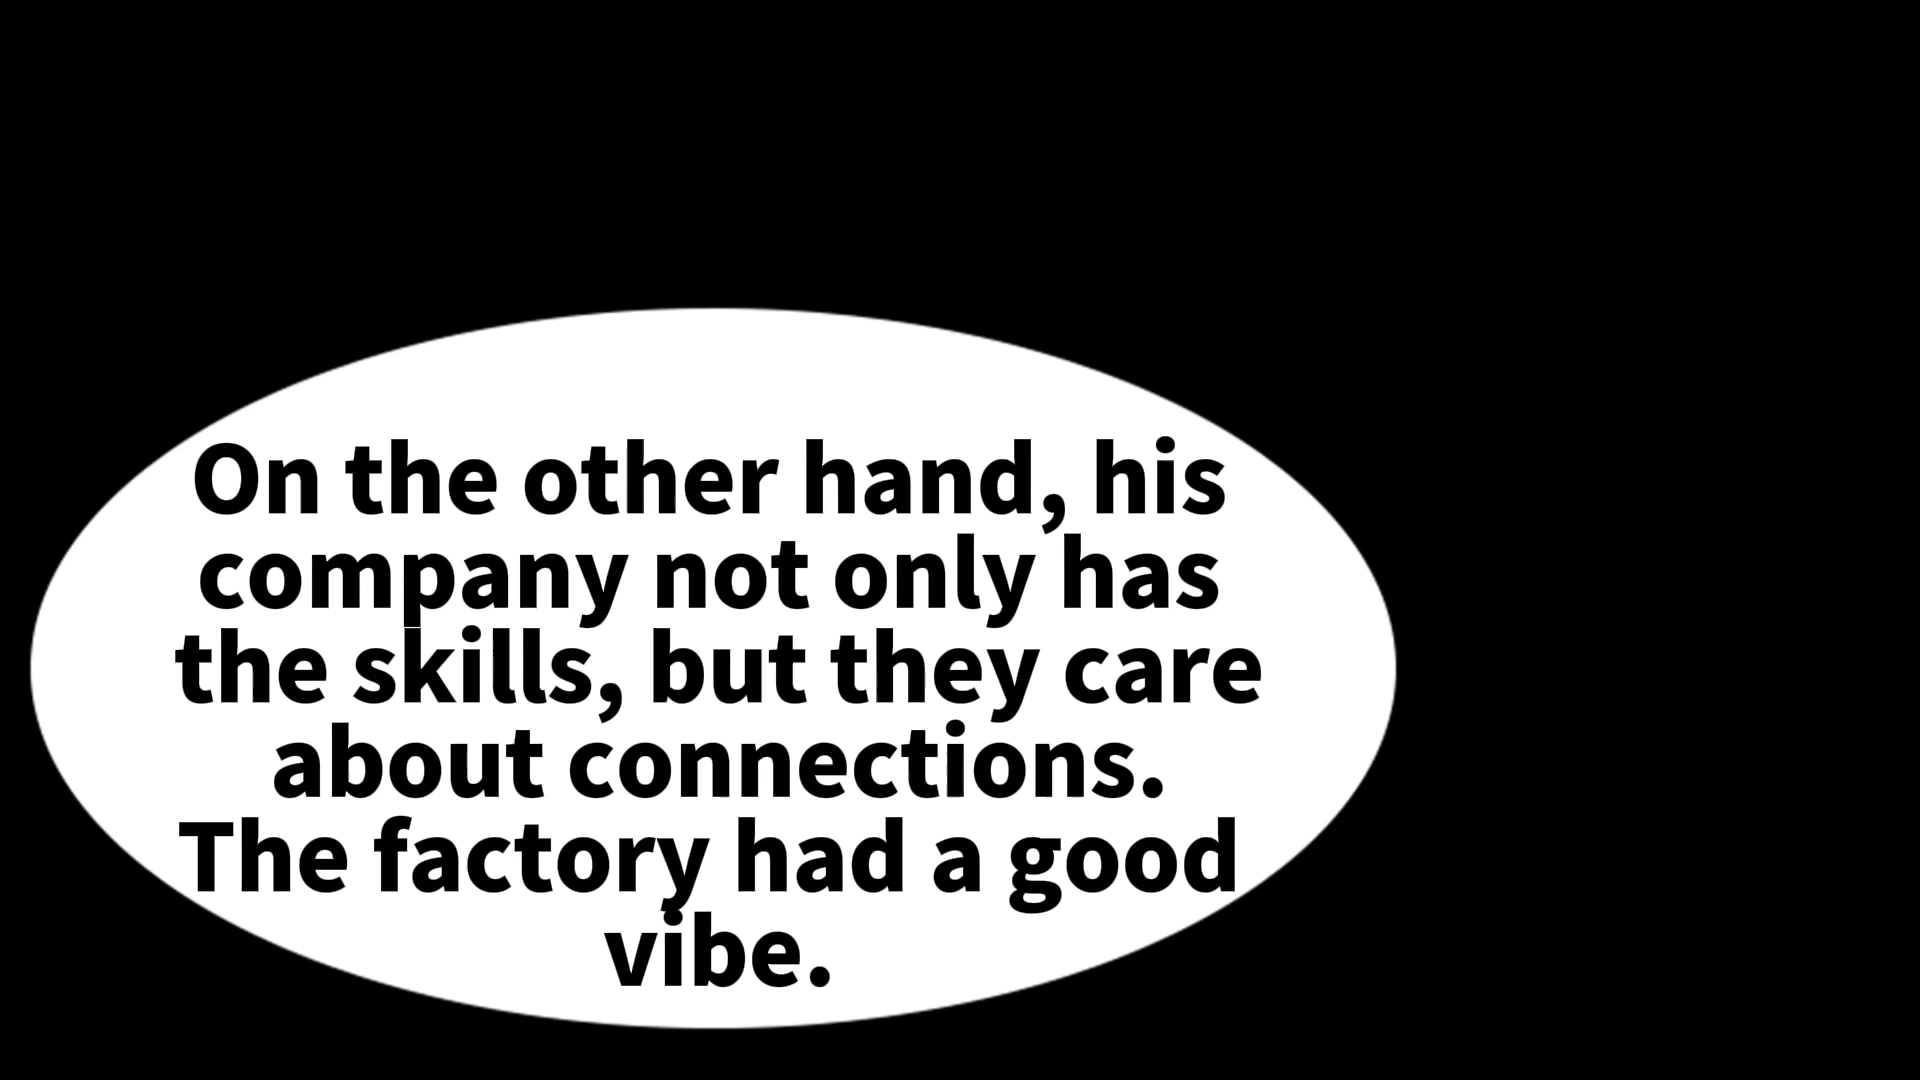 On the other hand, his
company not only has
the skills, but they care
about connections.
The factory had a good
vibe.